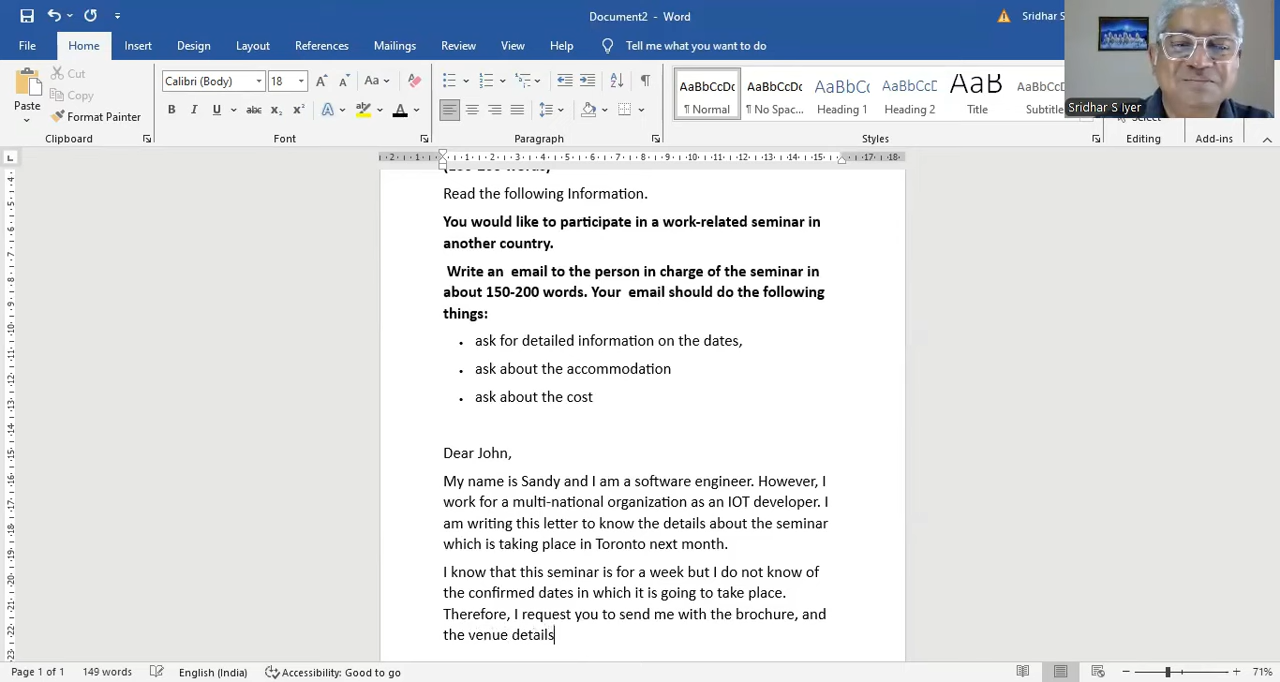 Document2 - Word
Sridhar S
File Home Insert Design Layout References Mailings Review View Help Tell me what you want to do
Paste
Cut
Copy
Format Painter
Clipboard
Calibri (Body) 18
Font
Paragraph
AaBbCcDc AaBbCcDc AaBbCc AaBbCcD AaB AaBbCcD
¶ Normal ¶ No Spac... Heading 1 Heading 2 Title Subtitle
Styles
Sridhar S Iyer
Select
Editing
Add-ins
(150-200 words)
Read the following Information.
You would like to participate in a work-related seminar in
another country.
Write an email to the person in charge of the seminar in
about 150-200 words. Your email should do the following
things:
• ask for detailed information on the dates,
• ask about the accommodation
• ask about the cost
Dear John,
My name is Sandy and I am a software engineer. However, I
work for a multi-national organization as an IOT developer. I
am writing this letter to know the details about the seminar
which is taking place in Toronto next month.
I know that this seminar is for a week but I do not know of
the confirmed dates in which it is going to take place.
Therefore, I request you to send me with the brochure, and
the venue details
Page 1 of 1 149 words English (India) Accessibility: Good to go 71%